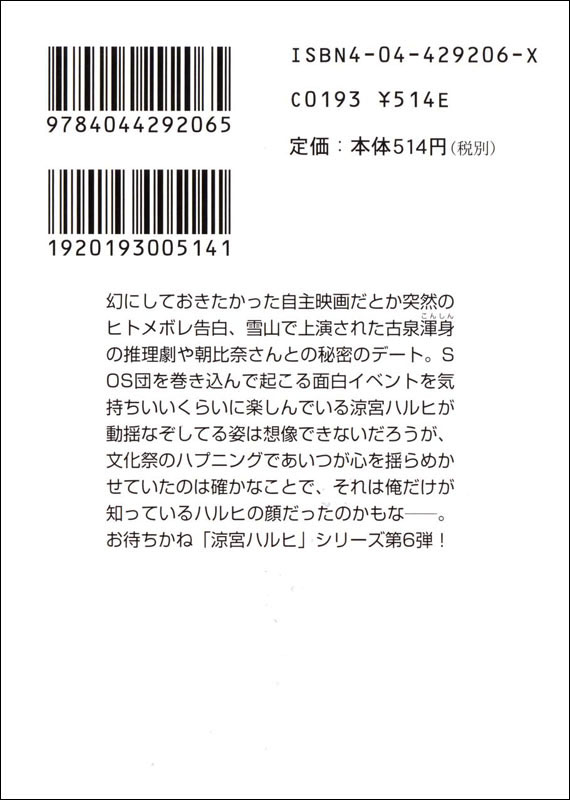 ISBN4-04-429206-X
9784044292065
C0193 ¥514E
定価：本体514円（税別）
1920193005141
幻にしておきたかった自主映画だとか突然の
ヒトメボレ告白、雪山で上演された古泉渾身
こんしん
の推理劇や朝比奈さんとの秘密のデート。S
OS団を巻き込んで起こる面白イベントを気
持ちいいくらいに楽しんでいる涼宮ハルヒが
動揺なぞしてる姿は想像できないだろうが、
文化祭のハプニングであいつが心を揺らめか
せていたのは確かなことで、それは俺だけが
知っているハルヒの顔だったのかもな──。
お待ちかね「涼宮ハルヒ」シリーズ第6弾！